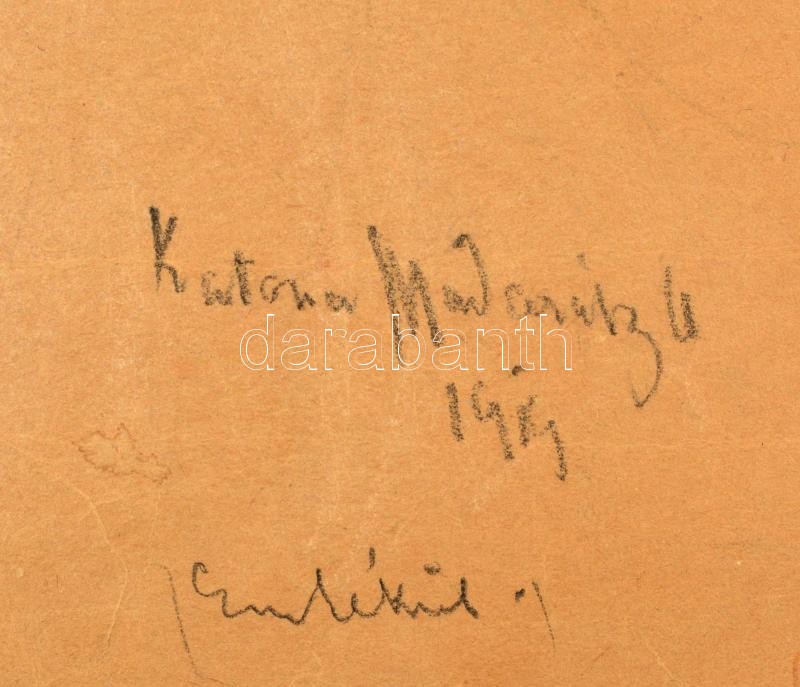 Katona Madarász
darabanth
19
(Emlékül.)